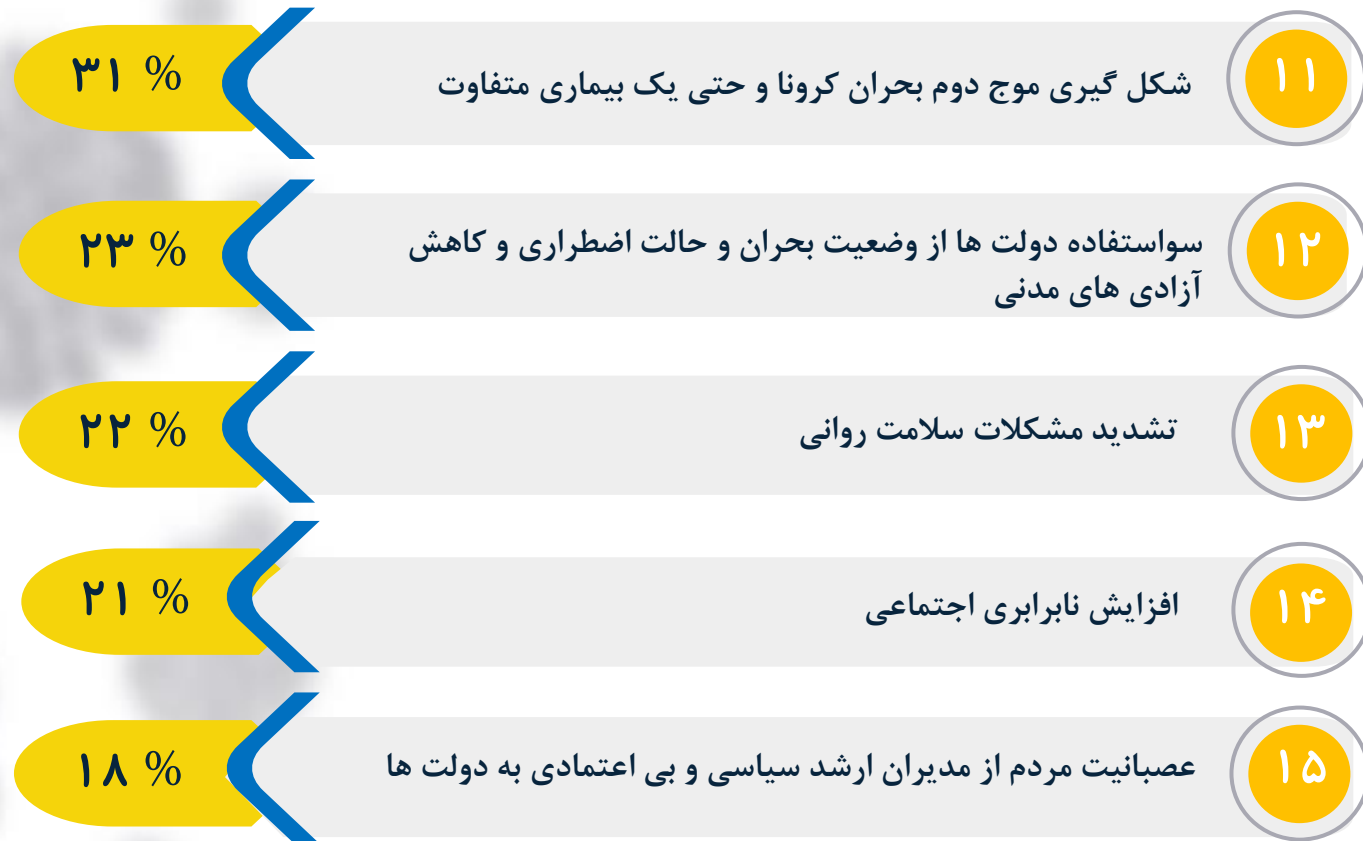 ۱۱
شکل گیری موج دوم بحران کرونا و حتی یک بیماری متفاوت
۳۱ %
۱۲
سواستفاده دولت ها از وضعیت بحران و حالت اضطراری و کاهش
آزادی های مدنی
۲۳ %
۱۳
تشدید مشکلات سلامت روانی
۲۲ %
۱۴
افزایش نابرابری اجتماعی
۲۱ %
۱۵
عصبانیت مردم از مدیران ارشد سیاسی و بی اعتمادی به دولت ها
۱۸ %